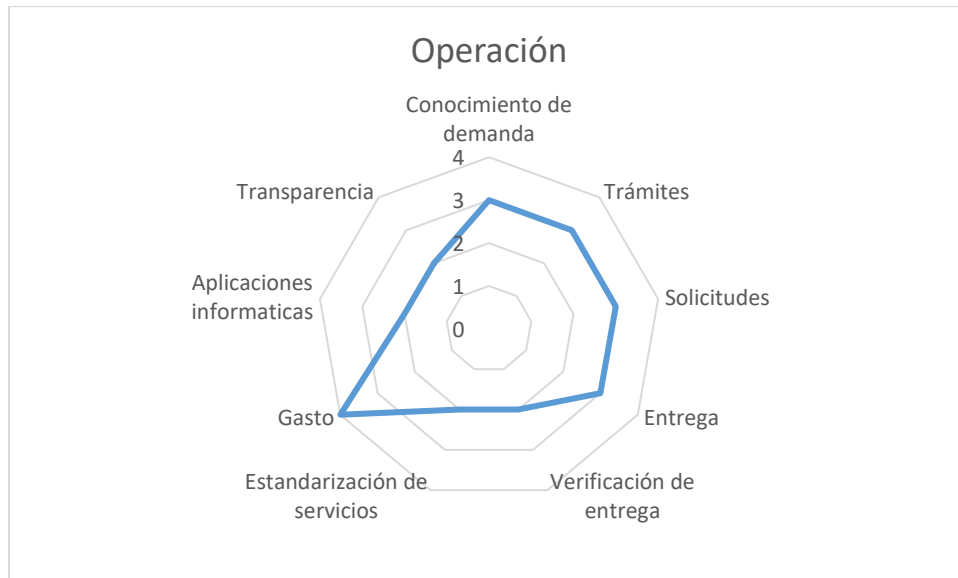 Operación
Conocimiento de
demanda
4
Transparencia
Trámites
3
2
Aplicaciones
informaticas
1
Solicitudes
0
Gasto
Entrega
Estandarización de
servicios
Verificación de
entrega